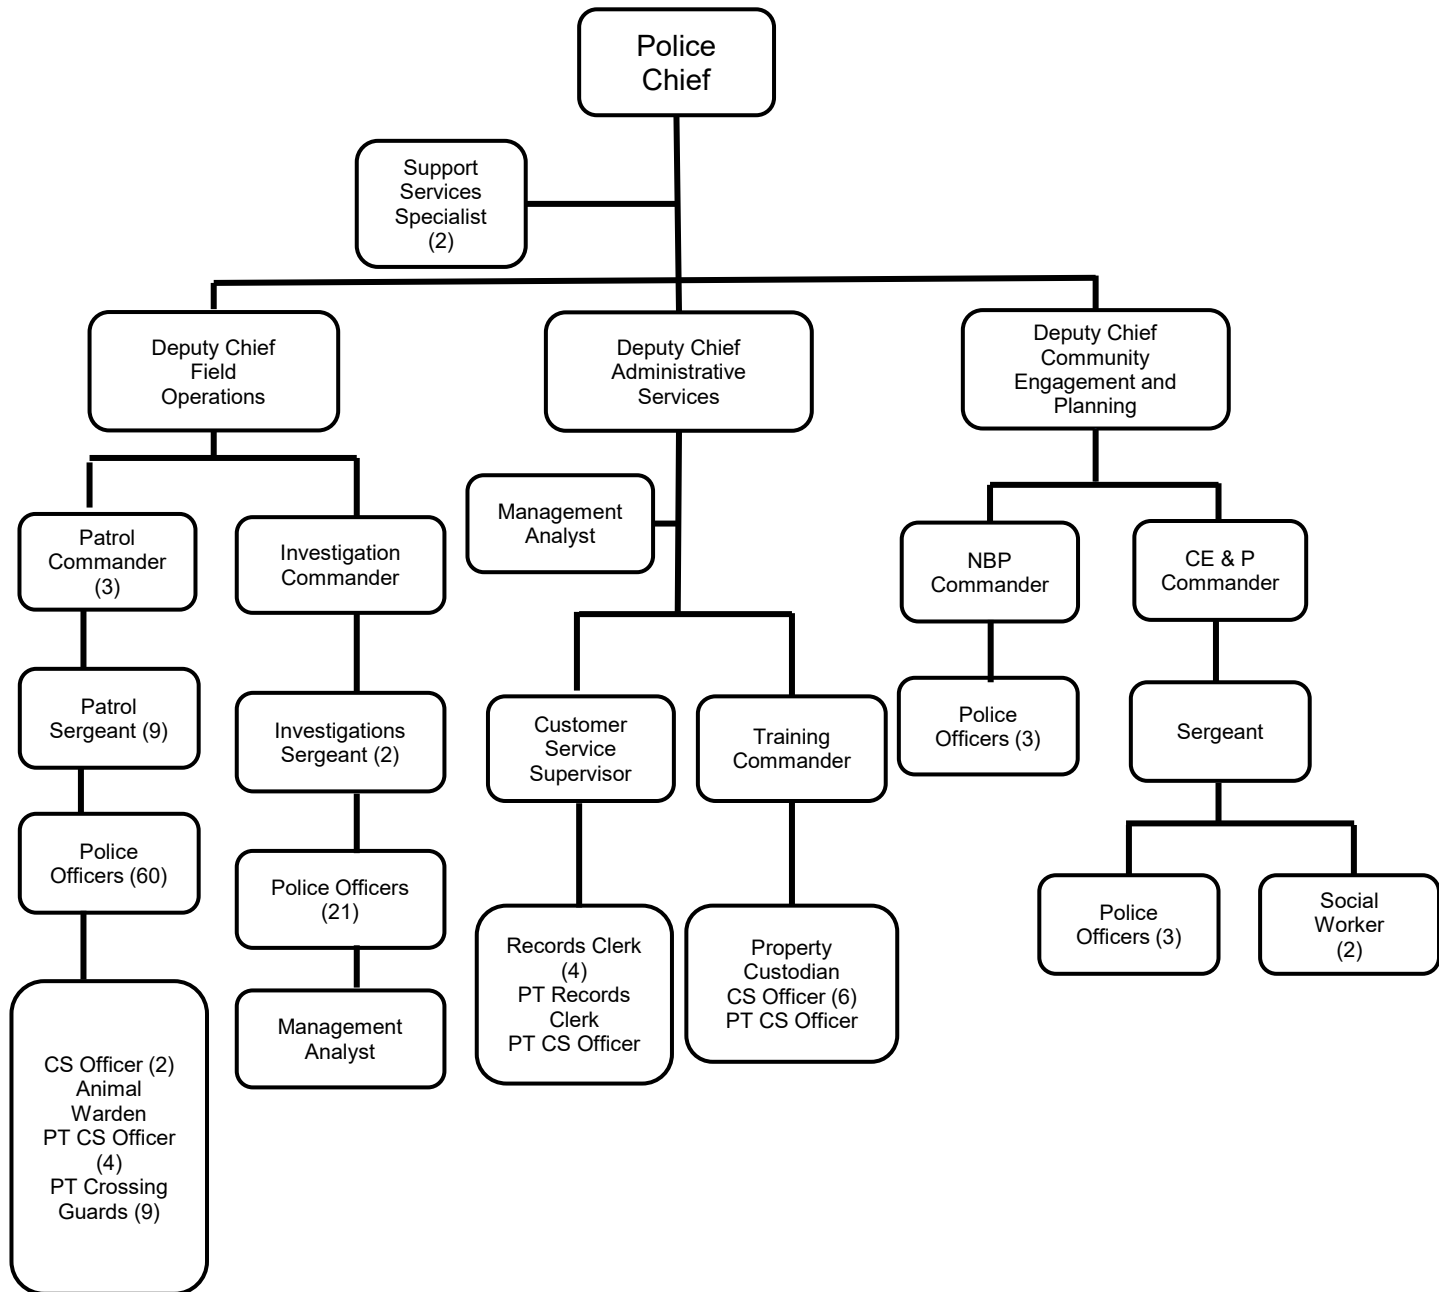 Police
Chief
Support
Services
Specialist
(2)
Deputy Chief
Field
Operations
Deputy Chief
Administrative
Services
Deputy Chief
Community
Engagement and
Planning
Patrol
Commander
(3)
Investigation
Commander
Management
Analyst
NBP
Commander
CE & P
Commander
Patrol
Sergeant (9)
Investigations
Sergeant (2)
Customer
Service
Supervisor
Training
Commander
Police
Officers (3)
Sergeant
Police
Officers (60)
Police Officers
(21)
Records Clerk
(4)
PT Records
Clerk
PT CS Officer
Property
Custodian
CS Officer (6)
PT CS Officer
Police
Officers (3)
Social
Worker
(2)
CS Officer (2)
Animal
Warden
PT CS Officer
(4)
PT Crossing
Guards (9)
Management
Analyst